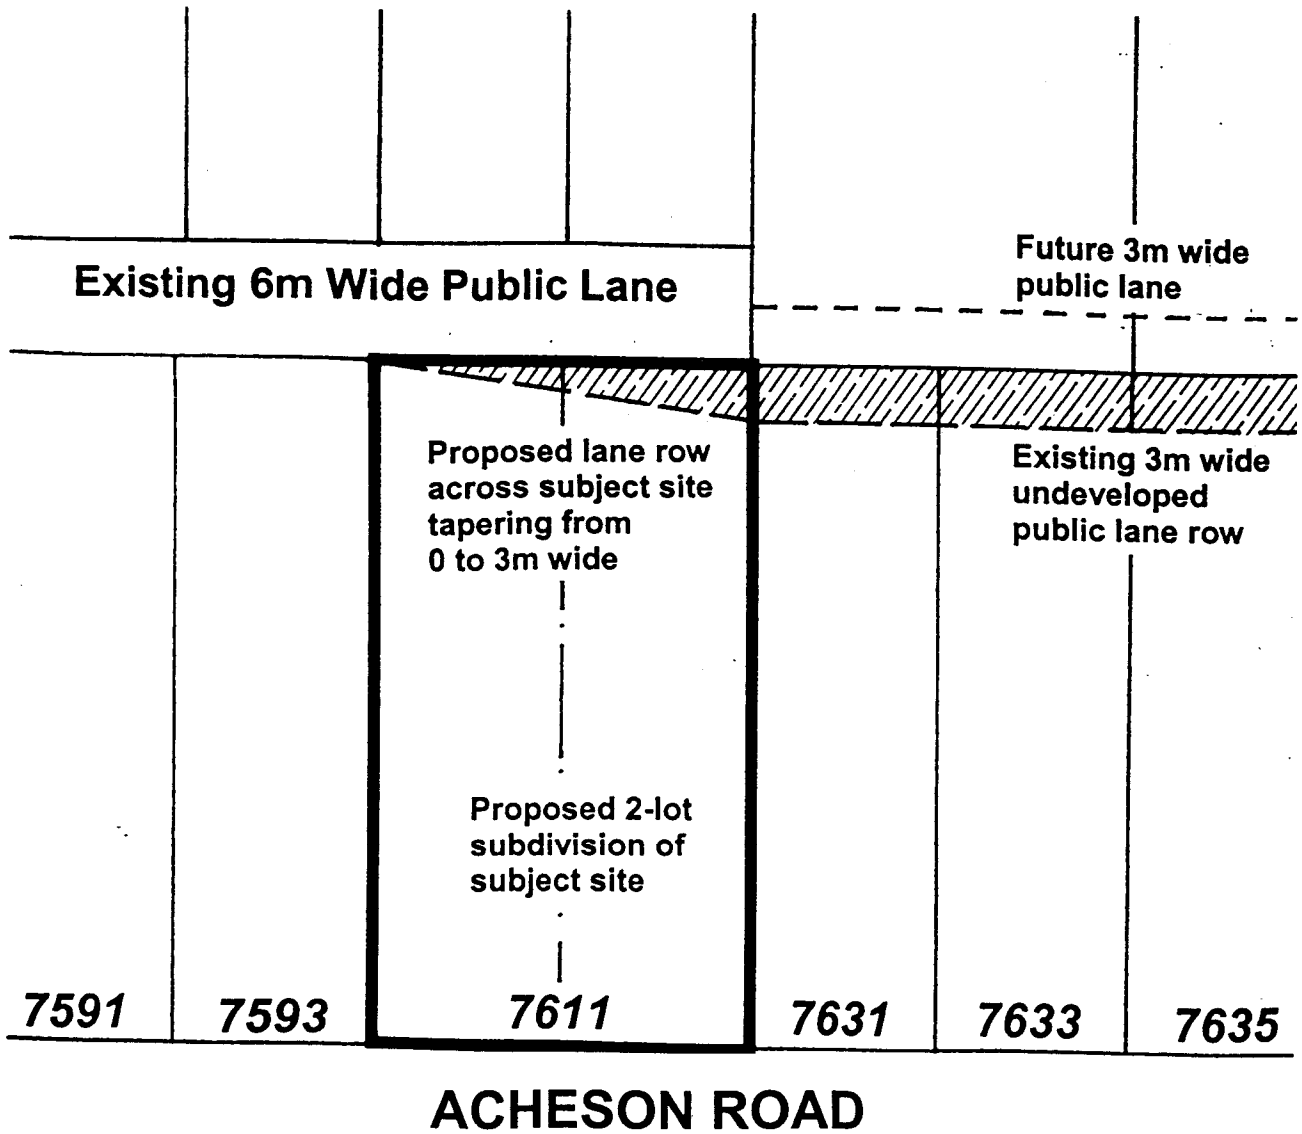 Existing 6m Wide Public Lane
Future 3m wide
public lane
Proposed lane row
across subject site
tapering from
0 to 3m wide
Existing 3m wide
undeveloped
public lane row
Proposed 2-lot
subdivision of
subject site
7591 7593 7611 7631 7633 7635
ACHESON ROAD